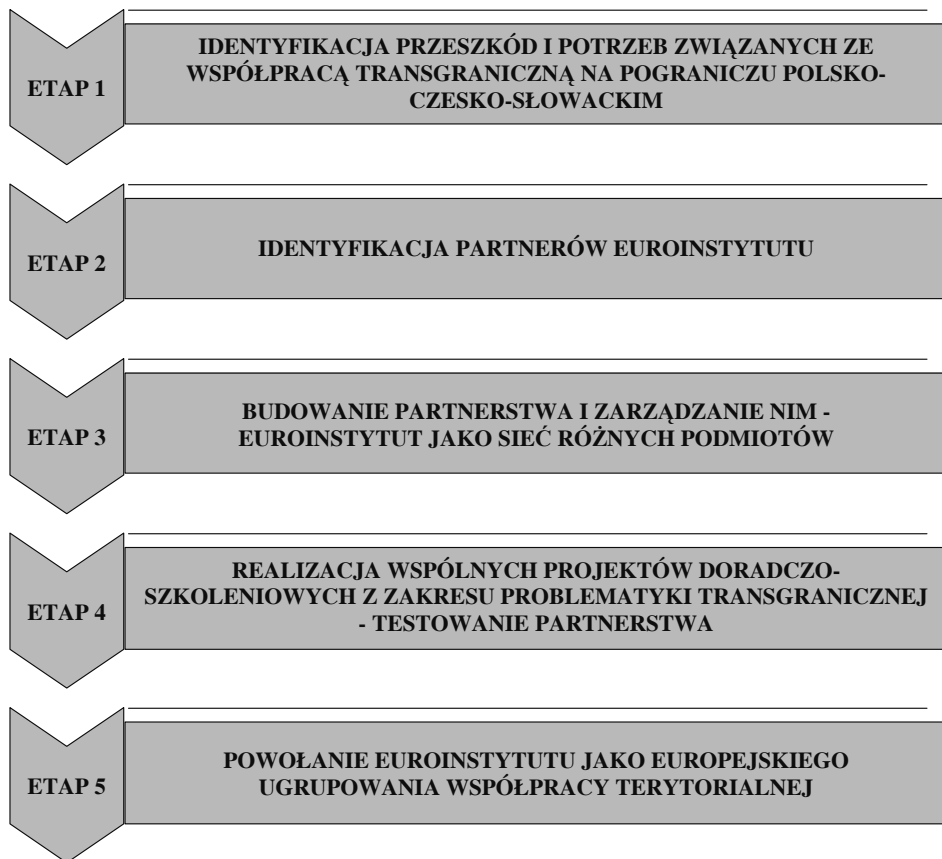 ETAP 1
IDENTYFIKACJA PRZESZKÓD I POTRZEB ZWIĄZANYCH ZE
WSPÓŁPRACĄ TRANSGRANICZNĄ NA POGRANICZU POLSKO-
CZESKO-SŁOWACKIM
ETAP 2
IDENTYFIKACJA PARTNERÓW EUROINSTYTUTU
ETAP 3
BUDOWANIE PARTNERSTWA I ZARZĄDZANIE NIM -
EUROINSTYTUT JAKO SIEĆ RÓŻNYCH PODMIOTÓW
ETAP 4
REALIZACJA WSPÓLNYCH PROJEKTÓW DORADCZO-
SZKOLENIOWYCH Z ZAKRESU PROBLEMATYKI TRANSGRANICZNEJ
- TESTOWANIE PARTNERSTWA
ETAP 5
POWOŁANIE EUROINSTYTUTU JAKO EUROPEJSKIEGO
UGRUPOWANIA WSPÓŁPRACY TERYTORIALNEJ